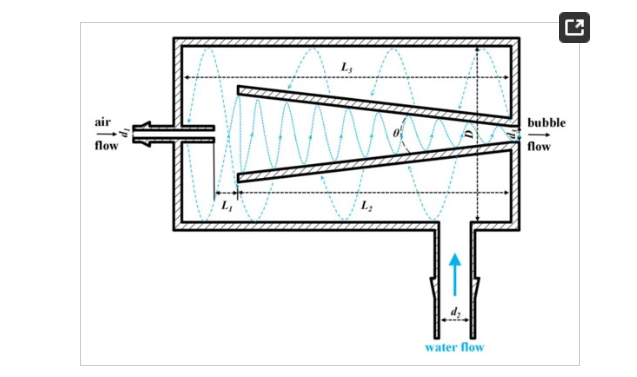 L₃
air
flow
d₁
θ
D
d₃
bubble
flow
L₁
L₂
d₂
water flow